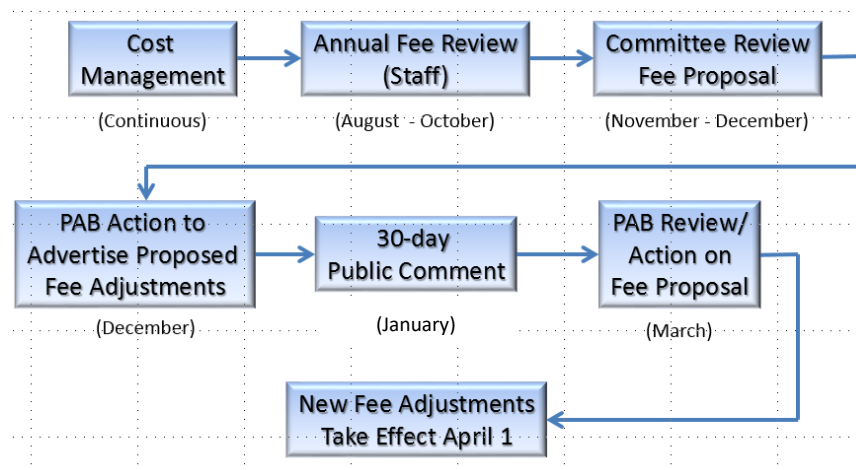 Cost
Management
(Continuous)
Annual Fee Review
(Staff)
(August - October)
Committee Review
Fee Proposal
(November - December)
PAB Action to
Advertise Proposed
Fee Adjustments
(December)
30-day
Public Comment
(January)
PAB Review/
Action on
Fee Proposal
(March)
New Fee Adjustments
Take Effect April 1